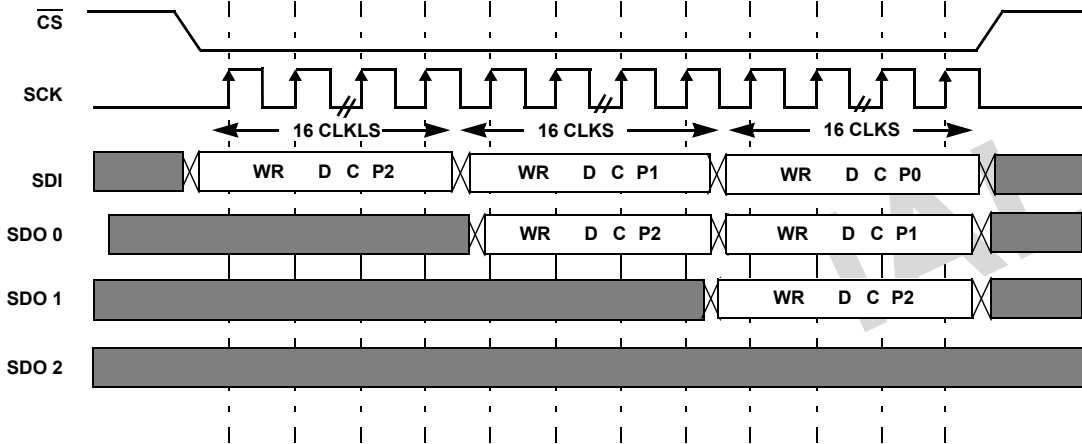 CS
SCK
16 CLKLS 16 CLKS 16 CLKS
SDI WR D C P2 WR D C P1 WR D C P0
SDO 0 WR D C P2 WR D C P1
SDO 1 WR D C P2
SDO 2